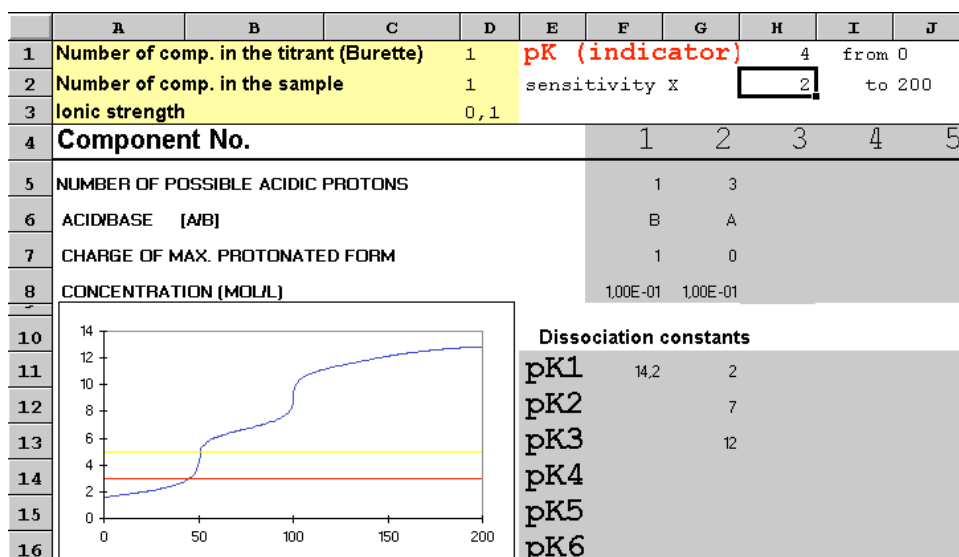 A B C D E F G H I J
1 Number of comp. in the titrant (Burette) 1 pK (indicator) 4 from 0
2 Number of comp. in the sample 1 sensitivity X 2 to 200
3 Ionic strength 0,1
4 Component No. 1 2 3 4 5
5 NUMBER OF POSSIBLE ACIDIC PROTONS 1 3
6 ACID/BASE [A/B] B A
7 CHARGE OF MAX. PROTONATED FORM 1 0
8 CONCENTRATION (MOL/L) 1,00E-01 1,00E-01
10 Dissociation constants
11 pK1 14,2 2
12 pK2 7
13 pK3 12
14 pK4
15 pK5
16 pK6
14
12
10
8
6
4
2
0
0 50 100 150 200